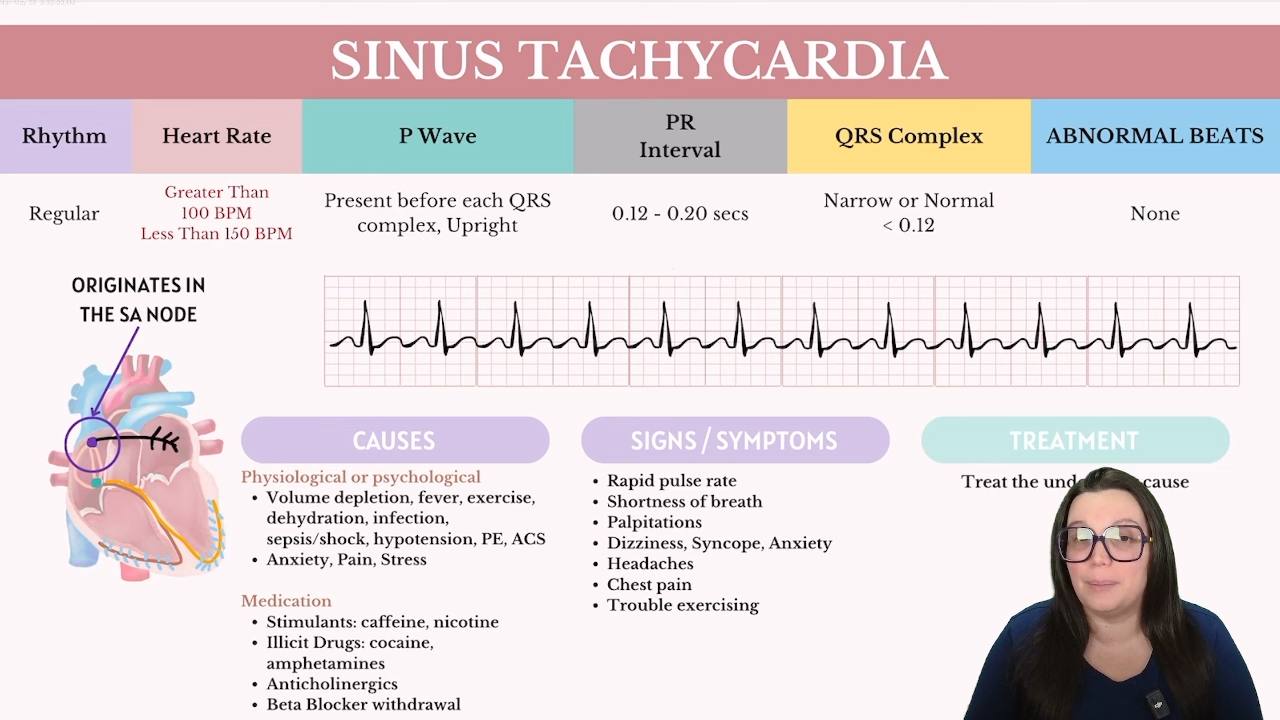 SINUS TACHYCARDIA
Rhythm
Heart Rate
P Wave
PR
Interval
QRS Complex
ABNORMAL BEATS
Regular
Greater Than
100 BPM
Less Than 150 BPM
Present before each QRS
complex, Upright
0.12 - 0.20 secs
Narrow or Normal
< 0.12
None
ORIGINATES IN
THE SA NODE
CAUSES
Physiological or psychological
• Volume depletion, fever, exercise,
dehydration, infection,
sepsis/shock, hypotension, PE, ACS
• Anxiety, Pain, Stress
Medication
• Stimulants: caffeine, nicotine
• Illicit Drugs: cocaine,
amphetamines
• Anticholinergics
• Beta Blocker withdrawal
SIGNS / SYMPTOMS
• Rapid pulse rate
• Shortness of breath
• Palpitations
• Dizziness, Syncope, Anxiety
• Headaches
• Chest pain
• Trouble exercising
TREATMENT
Treat the und cause